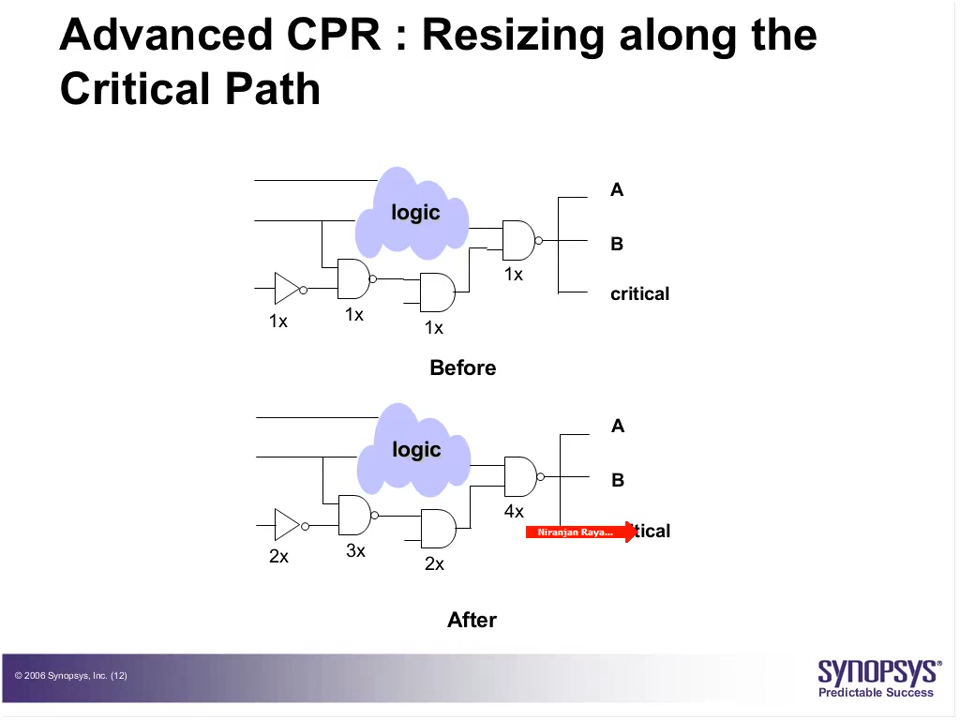 Advanced CPR : Resizing along the
Critical Path
logic
A
B
critical
1x
1x
1x
1x
Before
logic
A
B
4x
Niranjan Raya...
tical
2x
3x
2x
After
© 2006 Synopsys, Inc. (12)
SYNOPSYS®
Predictable Success